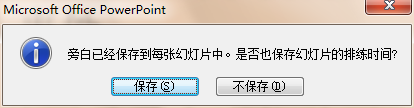 Microsoft Office PowerPoint
旁白已经保存到每张幻灯片中。是否也保存幻灯片的排练时间?
保存(S) 不保存(D)